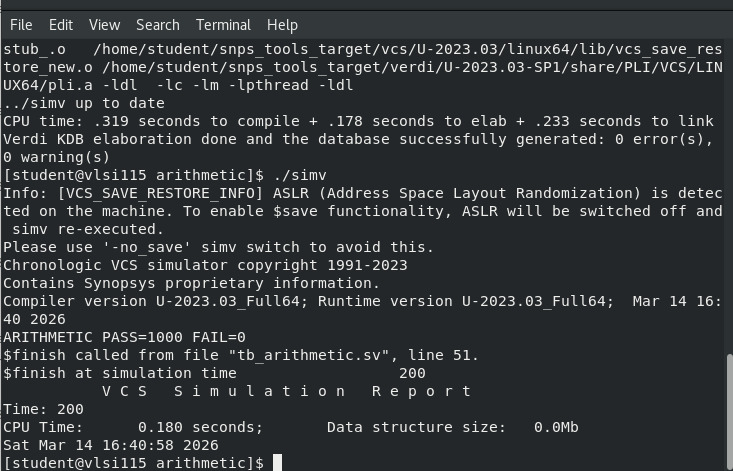 File Edit View Search Terminal Help
stub_.o   /home/student/snps_tools_target/vcs/U-2023.03/linux64/lib/vcs_save_res
tore_new.o /home/student/snps_tools_target/verdi/U-2023.03-SP1/share/PLI/VCS/LIN
UX64/pli.a -ldl  -lc -lm -lpthread -ldl
../simv up to date
CPU time: .319 seconds to compile + .178 seconds to elab + .233 seconds to link
Verdi KDB elaboration done and the database successfully generated: 0 error(s),
0 warning(s)
[student@vlsi115 arithmetic]$ ./simv
Info: [VCS_SAVE_RESTORE_INFO] ASLR (Address Space Layout Randomization) is detec
ted on the machine. To enable $save functionality, ASLR will be switched off and
 simv re-executed.
Please use '-no_save' simv switch to avoid this.
Chronologic VCS simulator copyright 1991-2023
Contains Synopsys proprietary information.
Compiler version U-2023.03_Full64; Runtime version U-2023.03_Full64;  Mar 14 16:
40 2026
ARITHMETIC PASS=1000 FAIL=0
$finish called from file "tb_arithmetic.sv", line 51.
$finish at simulation time                  200
           V C S   S i m u l a t i o n   R e p o r t
Time: 200
CPU Time:      0.180 seconds;       Data structure size:   0.0Mb
Sat Mar 14 16:40:58 2026
[student@vlsi115 arithmetic]$